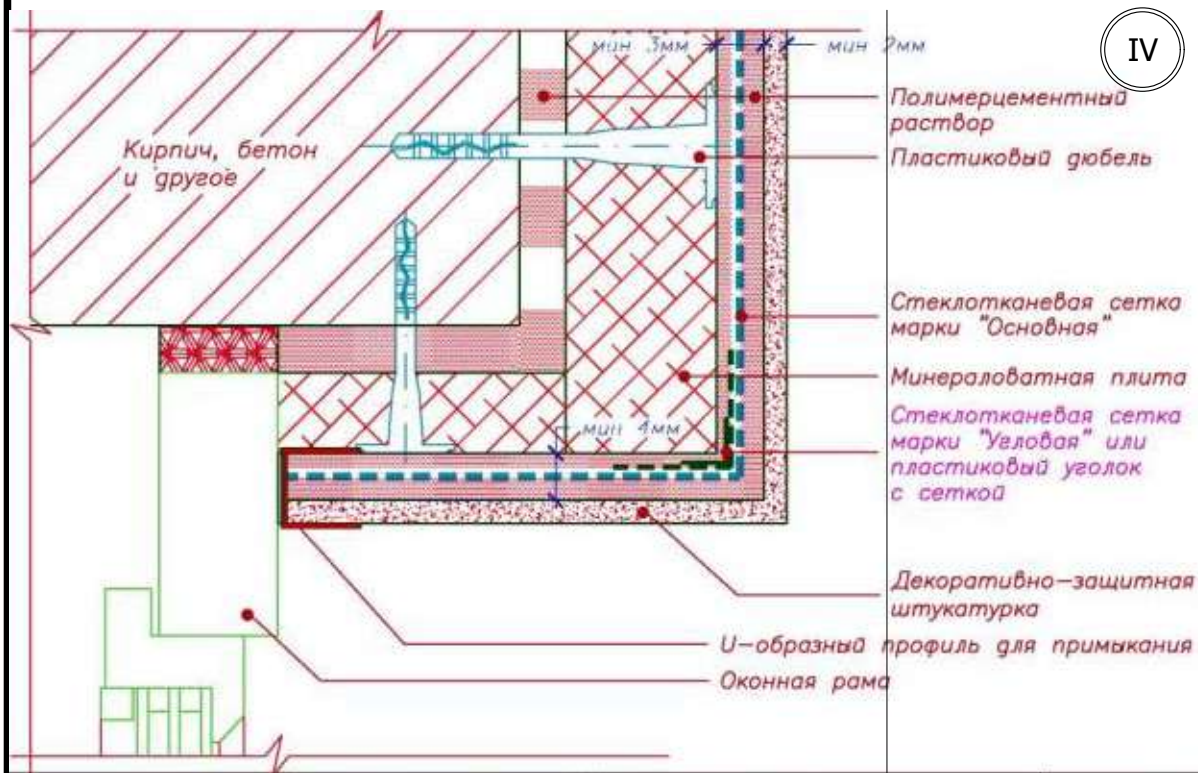 IV
мин 3мм
мин 2мм
Полимерцементный
раствор
Пластиковый дюбель
Кирпич, бетон
и другое
Стеклотканевая сетка
марки "Основная"
Минераловатная плита
Стеклотканевая сетка
марки "Угловая" или
пластиковый уголок
с сеткой
мин 4мм
Декоративно-защитная
штукатурка
U-образный профиль для примыкания
Оконная рама